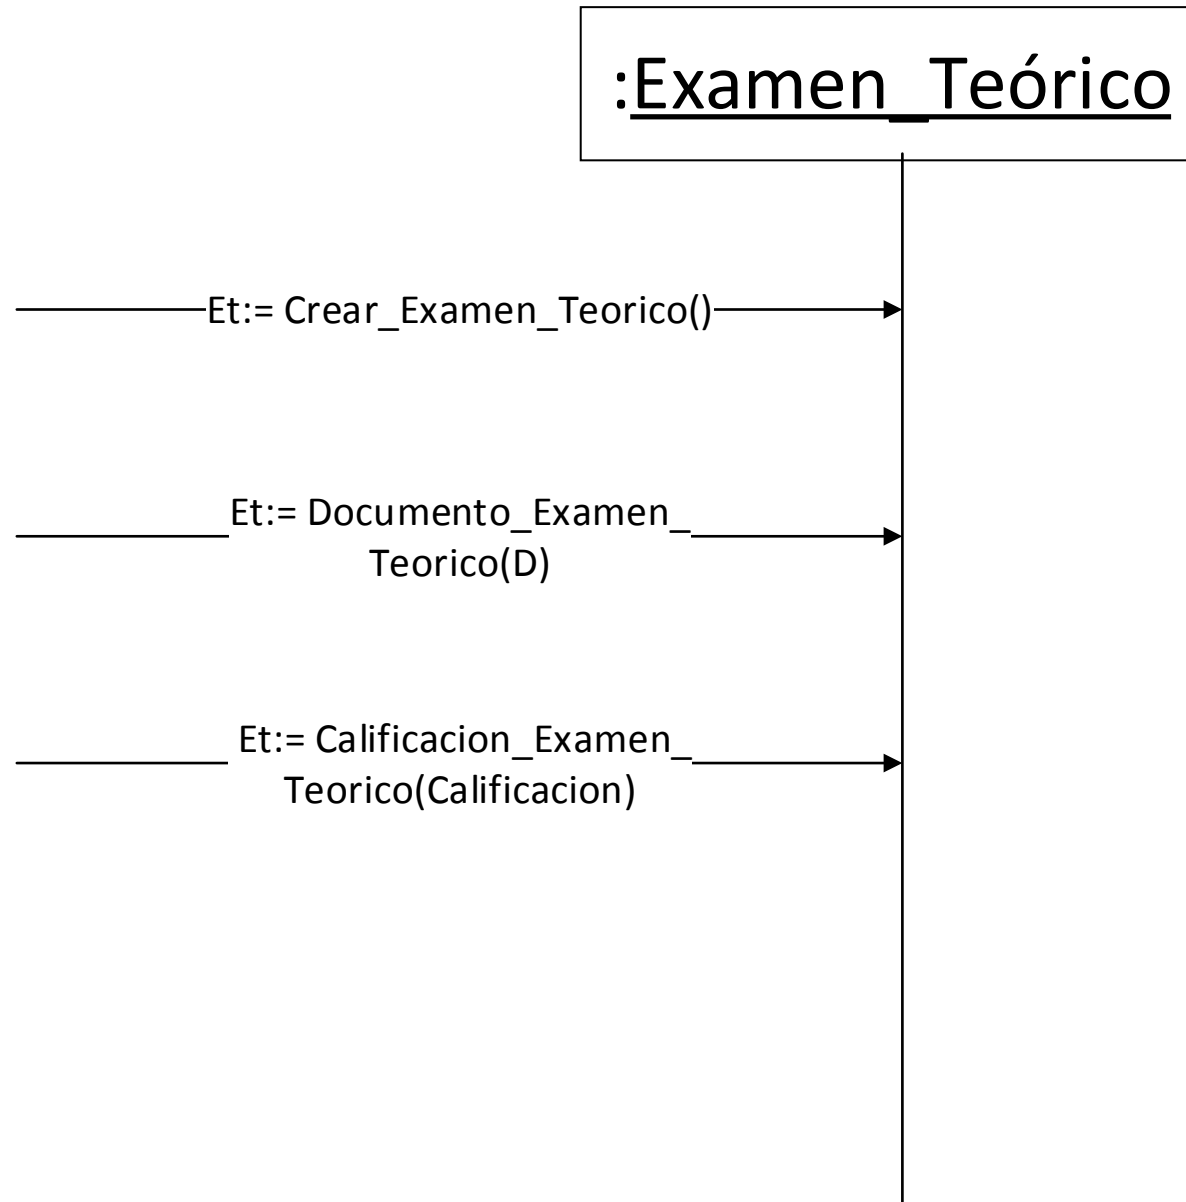 :Examen_Teórico
Et:= Crear_Examen_Teorico()
Et:= Documento_Examen_
Teorico(D)
Et:= Calificacion_Examen_
Teorico(Calificacion)